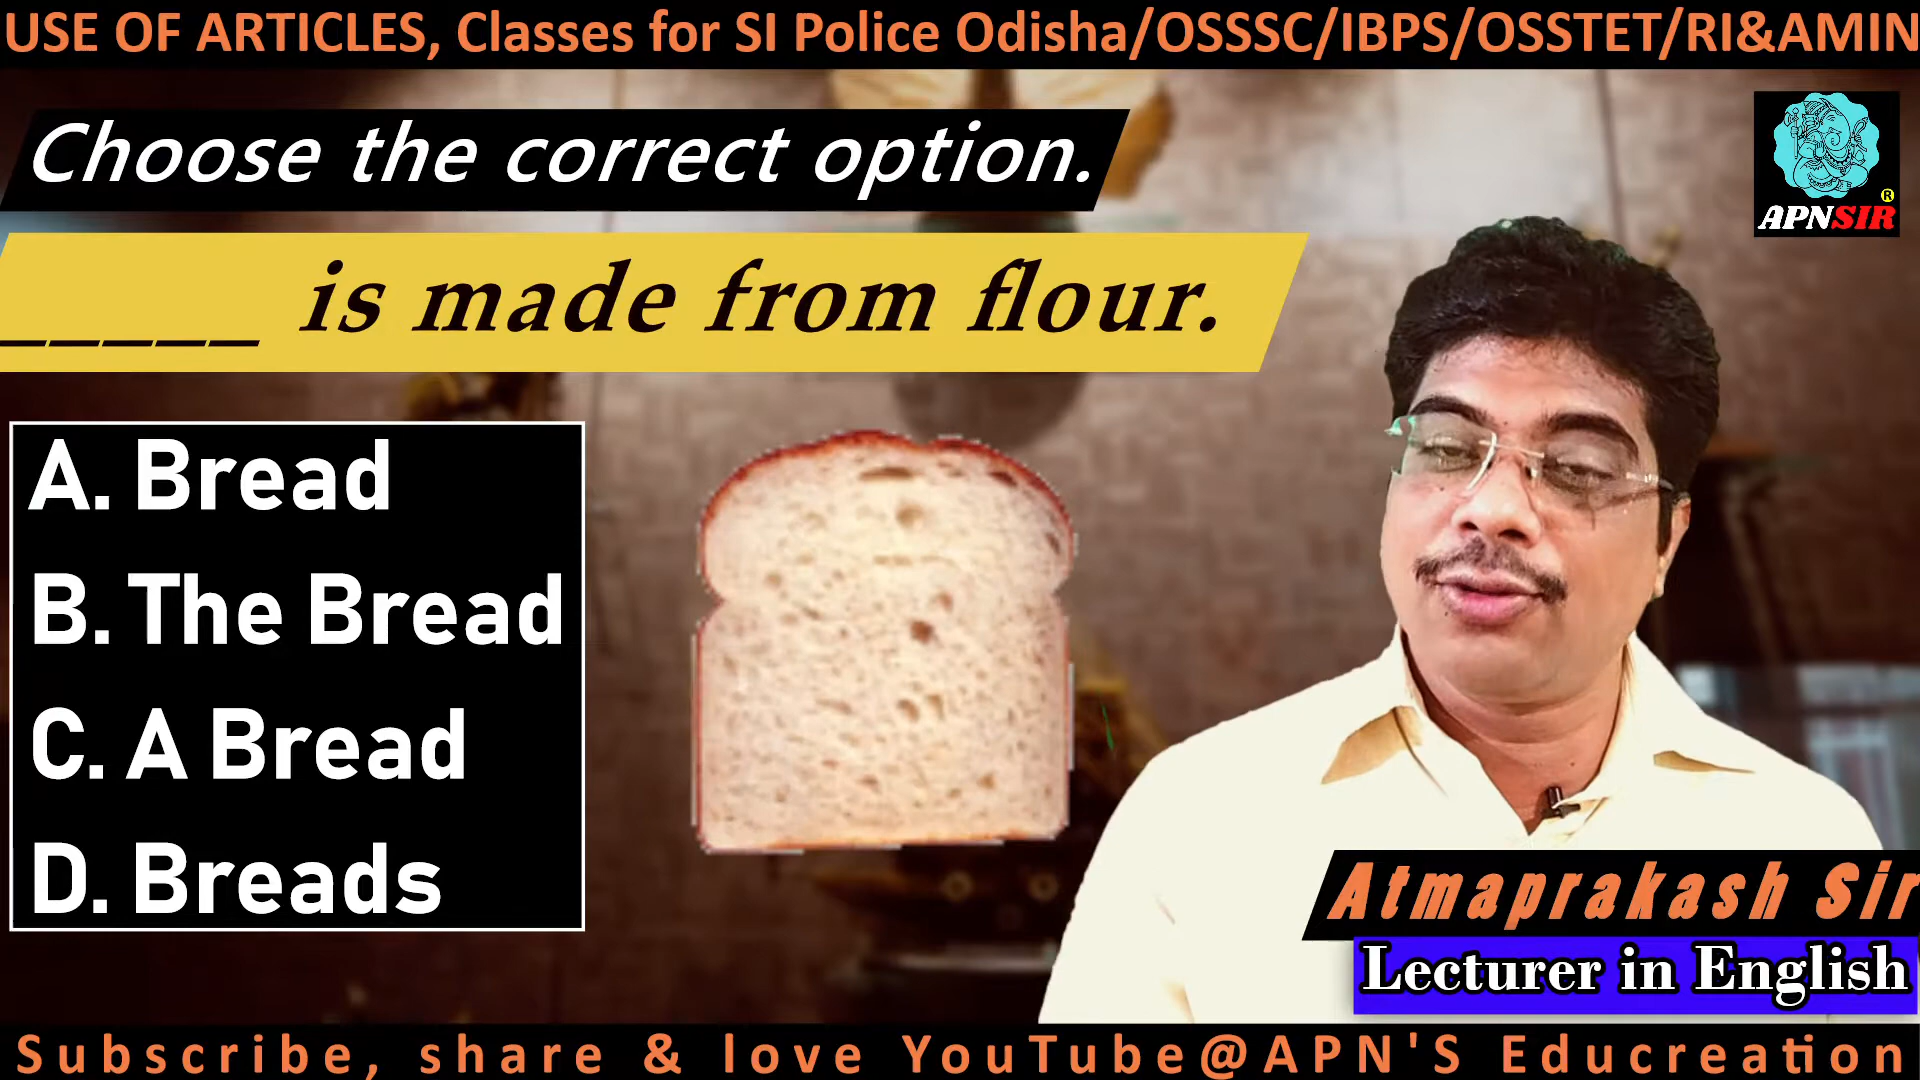 USE OF ARTICLES, Classes for SI Police Odisha/OSSSC/IBPS/OSSTET/RI&AMIN
Choose the correct option.
_____ is made from flour.
A. Bread
B. The Bread
C. A Bread
D. Breads
APNSIR
®
Atmaprakash Sir
Lecturer in English
Subscribe, share & love YouTube@APN'S Educreation